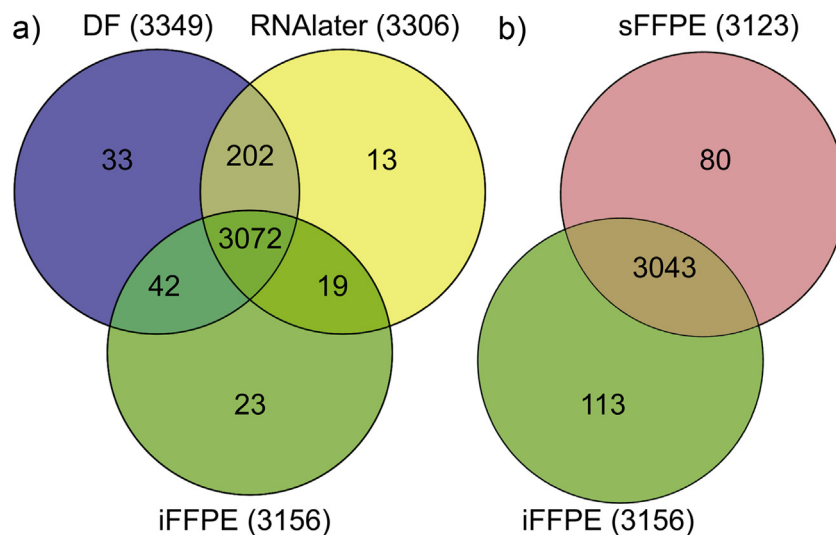 a) DF (3349) RNAlater (3306) b) sFFPE (3123)
33 202 13 80
3072 3043
42 19
23 113
iFFPE (3156) iFFPE (3156)